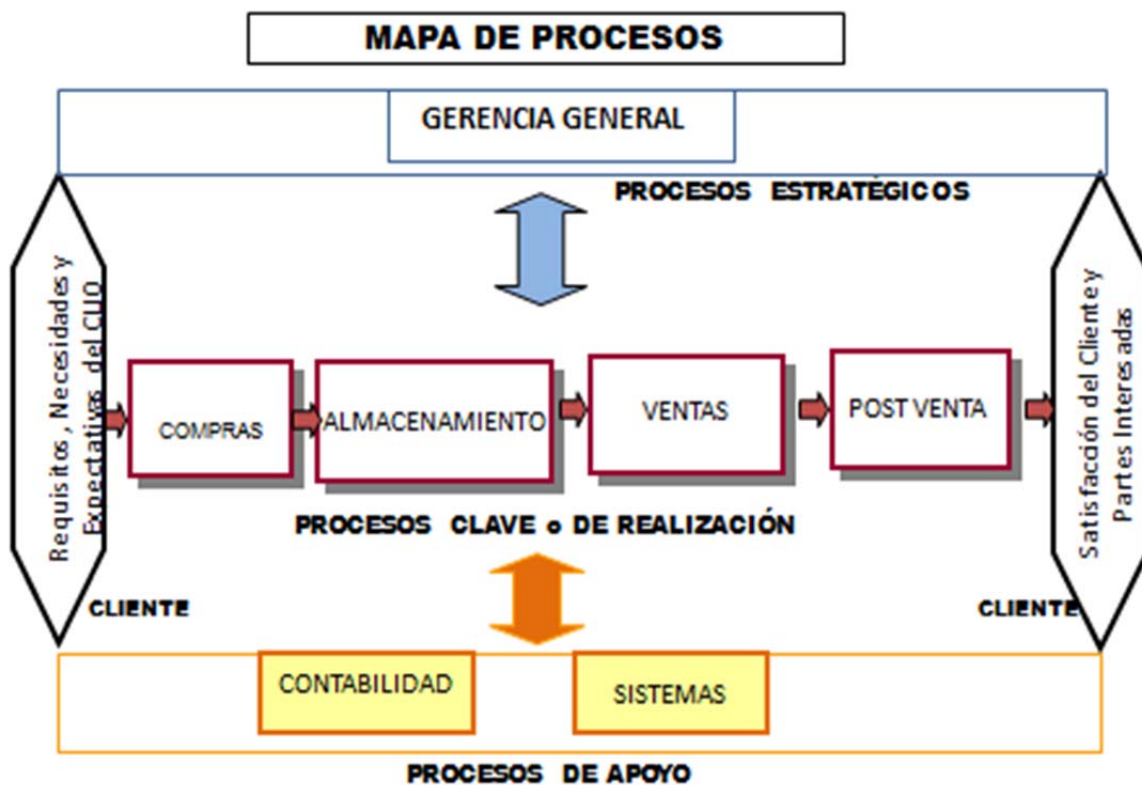 MAPA DE PROCESOS
GERENCIA GENERAL
PROCESOS ESTRATÉGICOS
Requisitos, Necesidades y
Expectativas del CLIO
COMPRAS
ALMACENAMIENTO
VENTAS
POST VENTA
Satisfacción del Cliente y
Partes Interesadas
PROCESOS CLAVE o DE REALIZACIÓN
CLIENTE
CLIENTE
CONTABILIDAD
SISTEMAS
PROCESOS DE APOYO